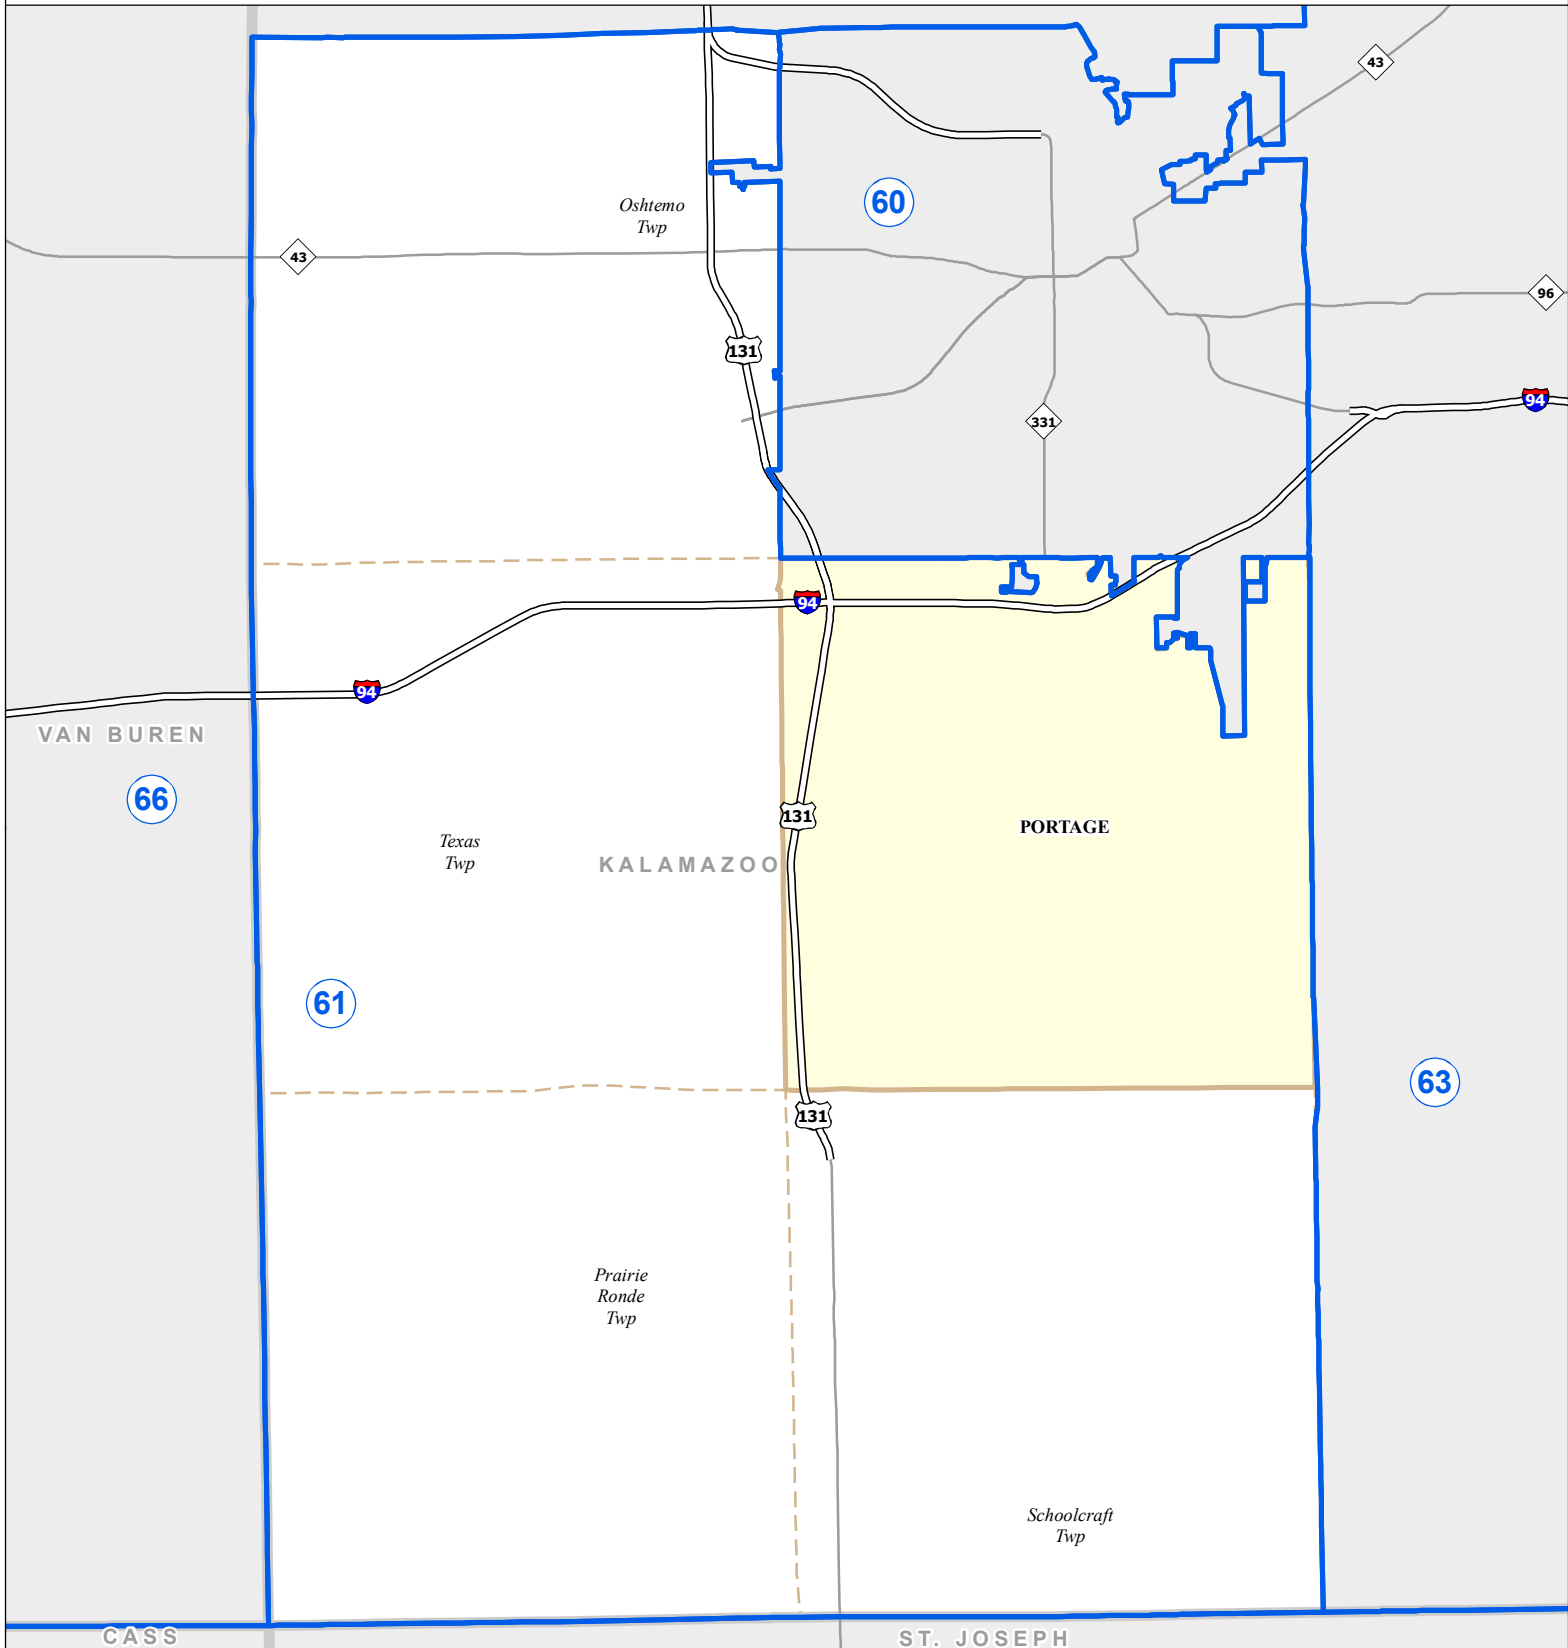 43
60
Oshtemo
Twp
43
96
131
94
331
94
94
VAN BUREN
66
131
PORTAGE
Texas
Twp
KALAMAZOO
61
63
131
Prairie
Ronde
Twp
Schoolcraft
Twp
CASS
ST. JOSEPH